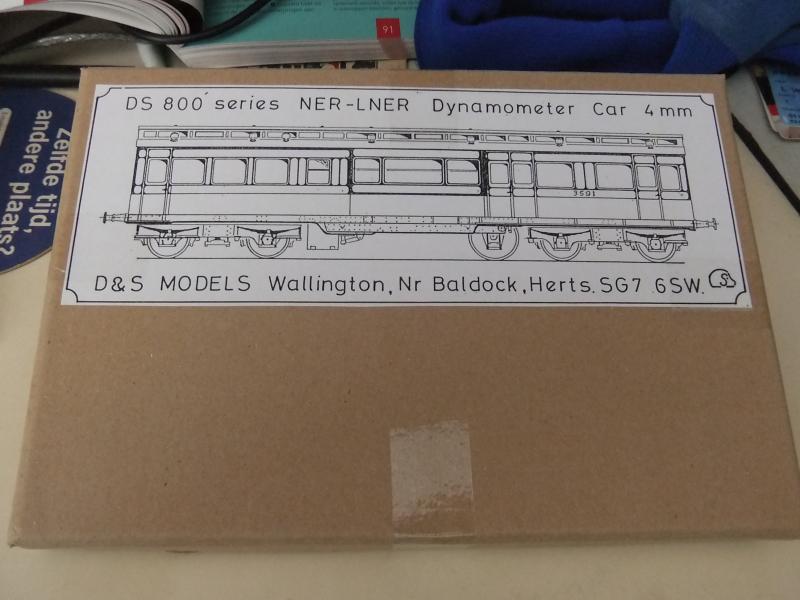 91
DS 800 series NER-LNER Dynamometer Car 4mm
3591
D&S MODELS Wallington, Nr Baldock, Herts. SG7 6SW.
zelfde tijd,
andere plaats?